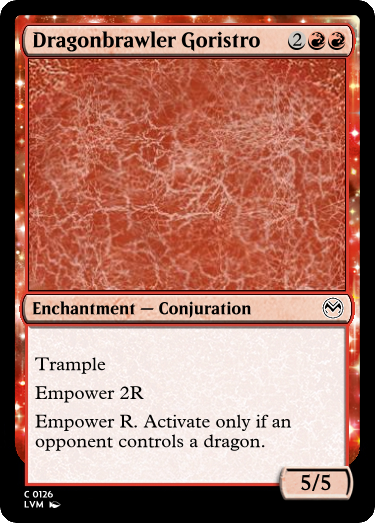 Dragonbrawler Goristro 2
Enchantment — Conjuration
Trample
Empower 2R
Empower R. Activate only if an
opponent controls a dragon.
5/5
C 0126
LVM